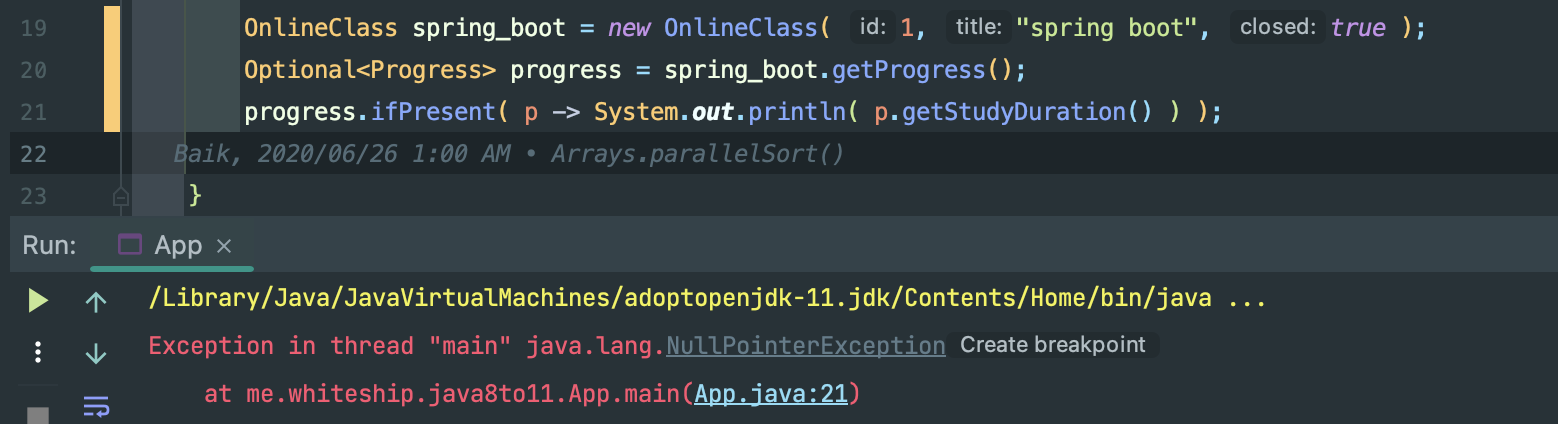 19 OnlineClass spring_boot = new OnlineClass( id: 1, title: "spring boot", closed: true );
20 Optional<Progress> progress = spring_boot.getProgress();
21 progress.ifPresent( p -> System.out.println( p.getStudyDuration() ) );
22 Baik, 2020/06/26 1:00 AM • Arrays.parallelSort()
23 }
Run: App ×
/Library/Java/JavaVirtualMachines/adoptopenjdk-11.jdk/Contents/Home/bin/java ...
Exception in thread "main" java.lang.NullPointerException Create breakpoint
at me.whiteship.java8to11.App.main(App.java:21)